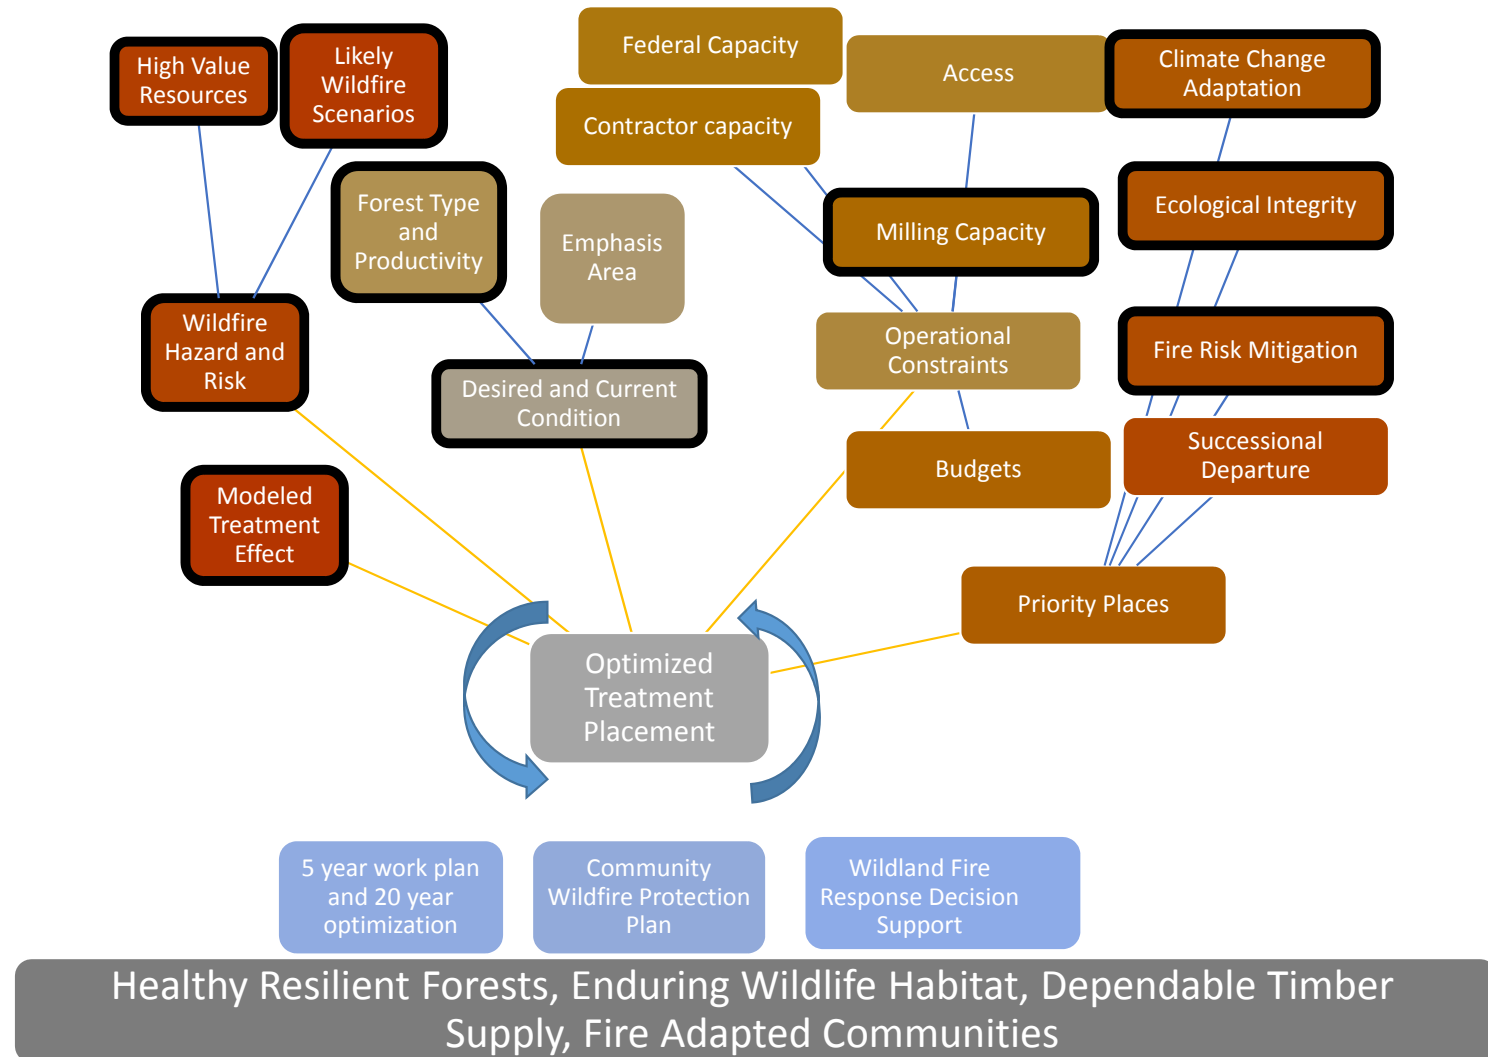 High Value
Resources
Likely
Wildfire
Scenarios
Federal Capacity
Contractor capacity
Access
Climate Change
Adaptation
Forest Type
and
Productivity
Emphasis
Area
Milling Capacity
Ecological Integrity
Wildfire
Hazard and
Risk
Desired and Current
Condition
Operational
Constraints
Fire Risk Mitigation
Modeled
Treatment
Effect
Budgets
Successional
Departure
Priority Places
Optimized
Treatment
Placement
5 year work plan
and 20 year
optimization
Community
Wildfire Protection
Plan
Wildland Fire
Response Decision
Support
Healthy Resilient Forests, Enduring Wildlife Habitat, Dependable Timber
Supply, Fire Adapted Communities